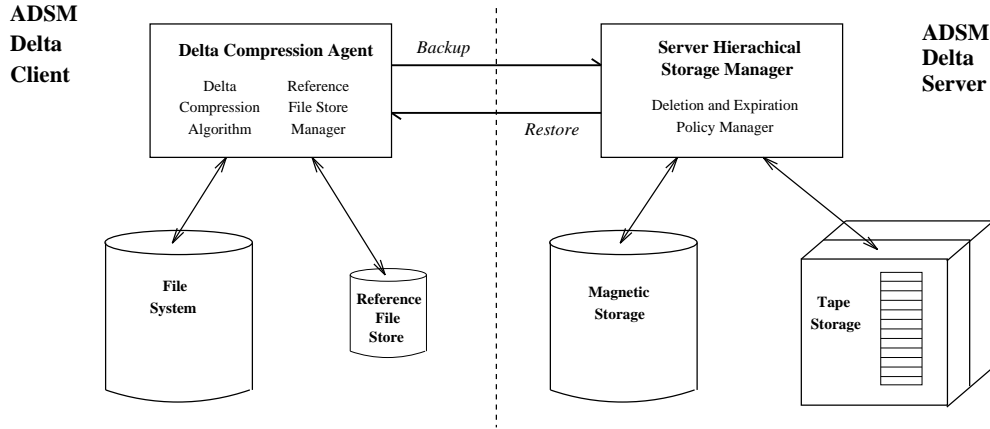 ADSM
Delta
Client
Delta Compression Agent
Delta
Compression
Algorithm
Reference
File Store
Manager
Backup
Restore
Server Hierachical
Storage Manager
Deletion and Expiration
Policy Manager
ADSM
Delta
Server
File
System
Reference
File
Store
Magnetic
Storage
Tape
Storage